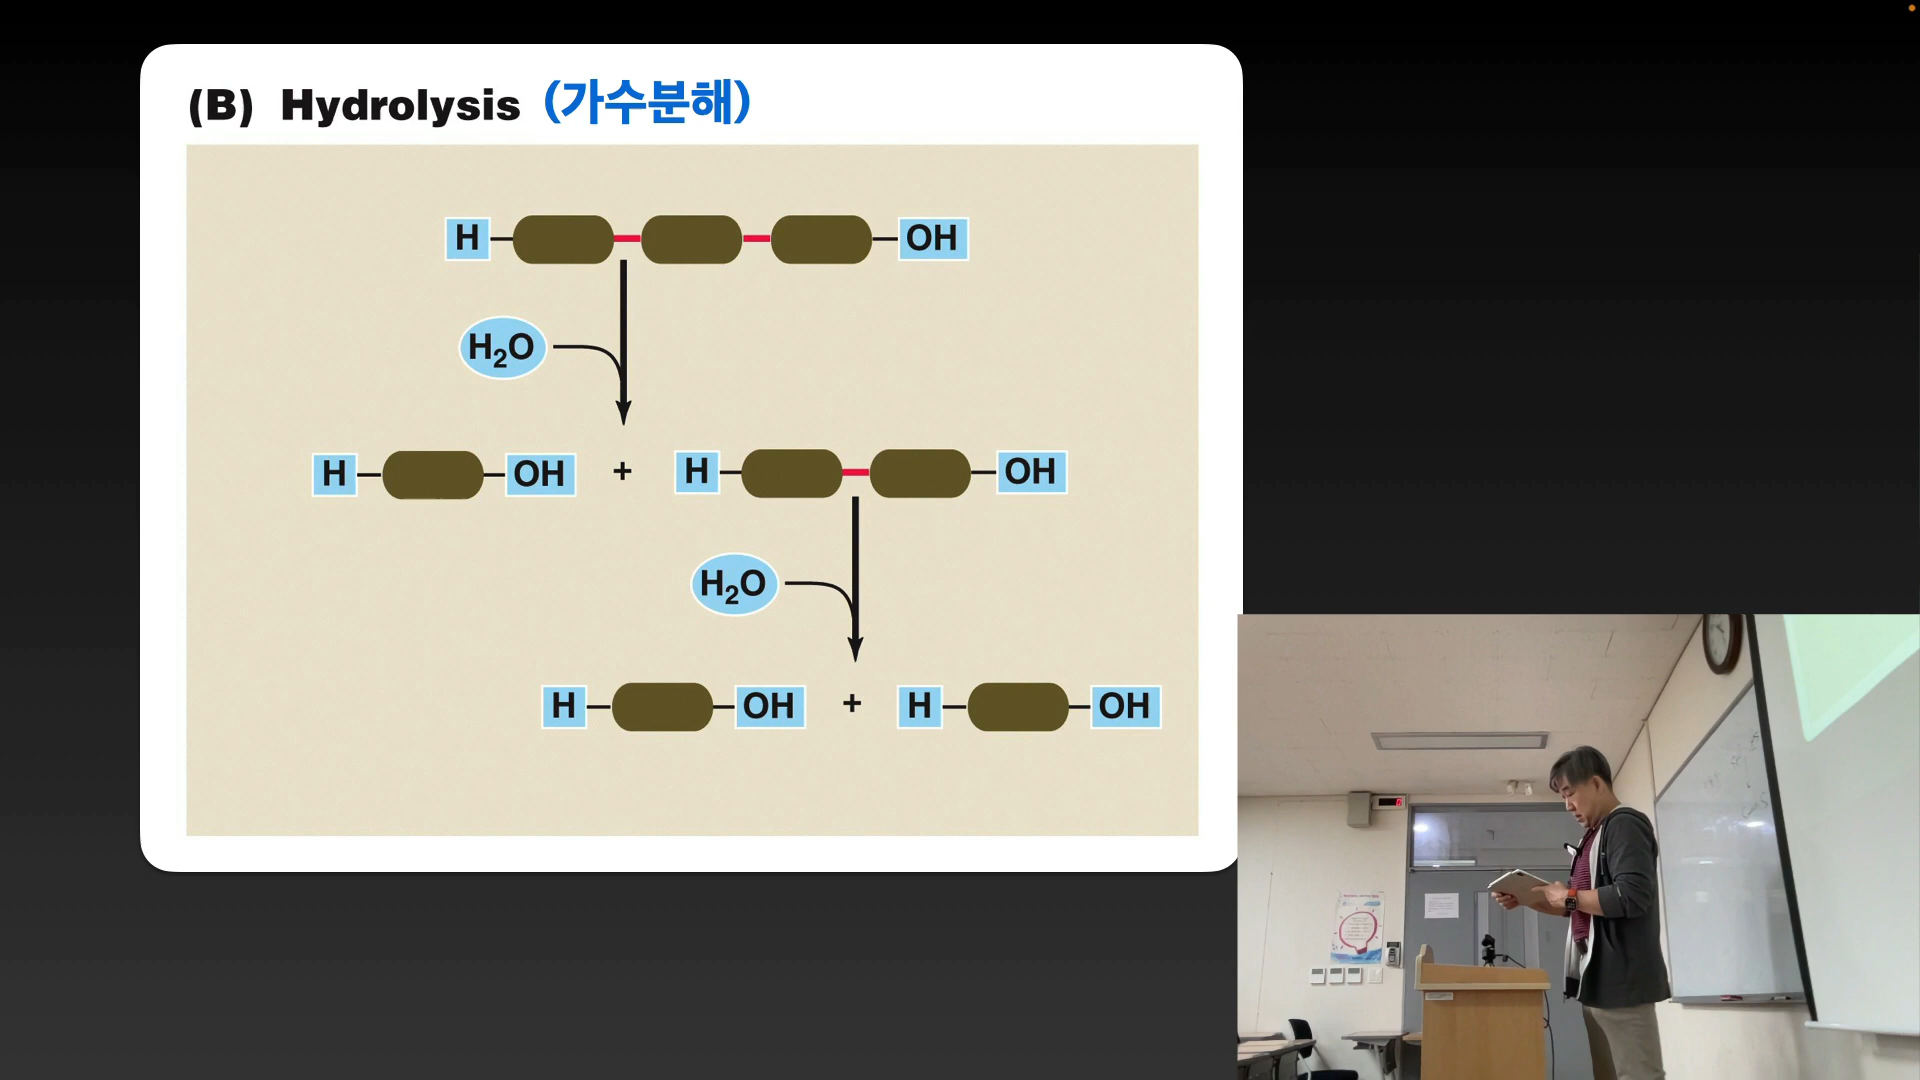 (B) Hydrolysis (가수분해)
H OH
H₂O
H OH + H OH
H₂O
H OH + H OH